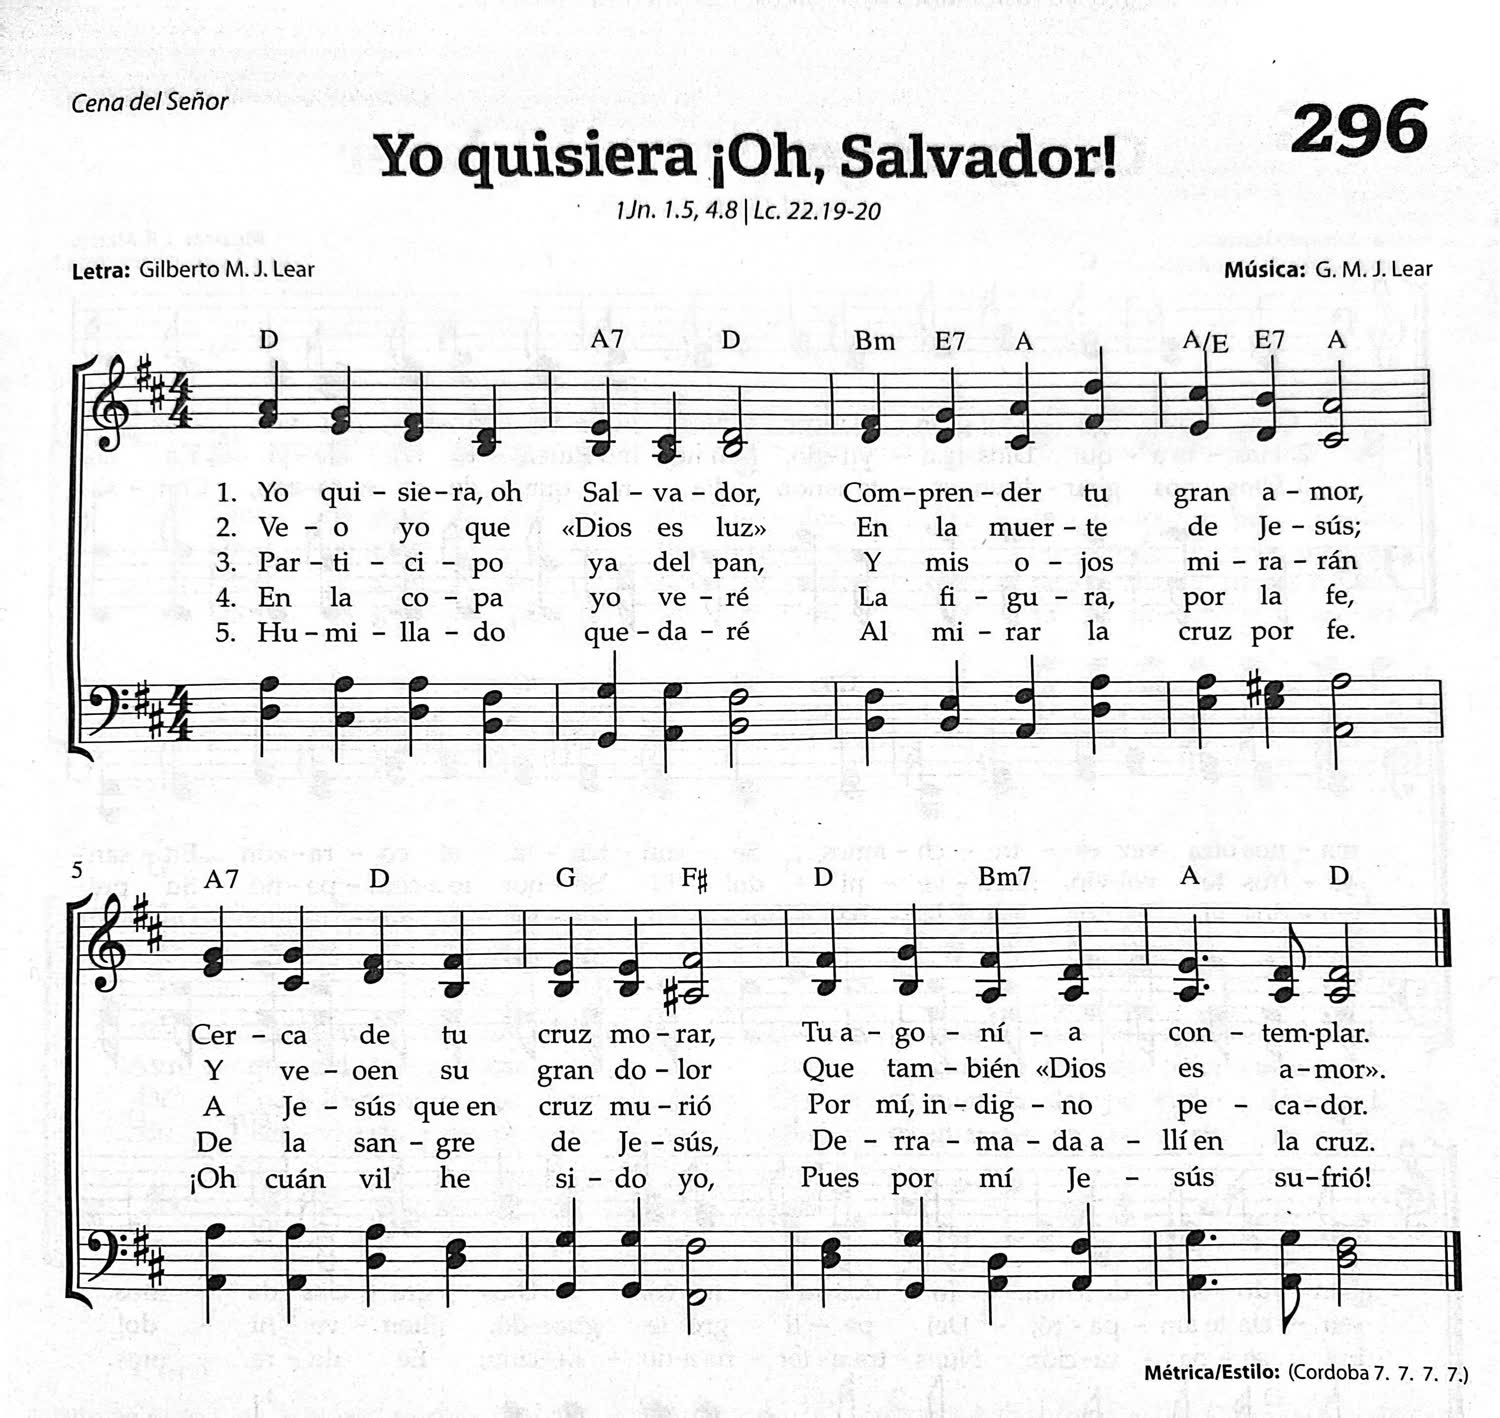 Cena del Señor
296
Yo quisiera ¡Oh, Salvador!
1Jn. 1.5, 4.8 | Lc. 22.19-20
Letra: Gilberto M. J. Lear Música: G. M. J. Lear
D A7 D Bm E7 A A/E E7 A
1. Yo qui – sie – ra, oh Sal – va – dor, Com – pren – der tu gran a – mor,
2. Ve – o yo que «Dios es luz» En la muer – te de Je – sús;
3. Par – ti – ci – po ya del pan, Y mis o – jos mi – ra – rán
4. En la co – pa yo ve – ré La fi – gu – ra, por la fe,
5. Hu – mi – lla – do que – da – ré Al mi – rar la cruz por fe.
5
A7 D G F♯ D Bm7 A D
Cer – ca de tu cruz mo – rar, Tu a – go – ní – a con – tem-plar.
Y ve – oen su gran do – lor Que tam – bién «Dios es a – mor».
A Je – sús que en cruz mu – rió Por mí, in – dig – no pe – ca – dor.
De la san – gre de Je – sús, De – rra – ma – da a – llí en la cruz.
¡Oh cuán vil he si – do yo, Pues por mí Je – sús su – frió!
Métrica/Estilo: (Cordoba 7. 7. 7. 7.)